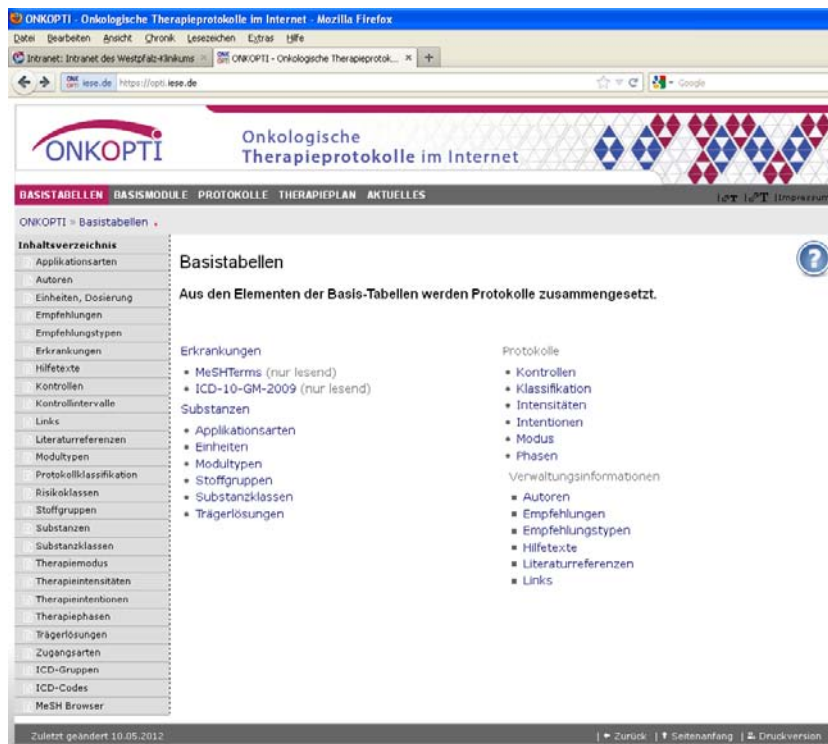 ONKOPTI - Onkologische Therapieprotokolle im Internet - Mozilla Firefox
Datei Bearbeiten Ansicht Chronik Lesezeichen Extras Hilfe
Intranet: Intranet des Westpfalz-Klinikums ONKOPTI - Onkologische Therapieprotok...
iese.de https://opti.iese.de Google
ONKOPTI
Onkologische
Therapieprotokolle im Internet
BASISTABELLEN BASISMODULE PROTOKOLLE THERAPIEPLAN AKTUELLES Impressum
ONKOPTI » Basistabellen
Inhaltsverzeichnis
Applikationsarten
Autoren
Einheiten, Dosierung
Empfehlungen
Empfehlungstypen
Erkrankungen
Hilfetexte
Kontrollen
Kontrollintervalle
Links
Literaturreferenzen
Modultypen
Protokollklassifikation
Risikoklassen
Stoffgruppen
Substanzen
Substanzklassen
Therapiemodus
Therapieintensitäten
Therapieintentionen
Therapiephasen
Trägerlösungen
Zugangsarten
ICD-Gruppen
ICD-Codes
MeSH Browser
Basistabellen
Aus den Elementen der Basis-Tabellen werden Protokolle zusammengesetzt.
Erkrankungen
MeSHTerms (nur lesend)
ICD-10-GM-2009 (nur lesend)
Substanzen
Applikationsarten
Einheiten
Modultypen
Stoffgruppen
Substanzklassen
Trägerlösungen
Protokolle
Kontrollen
Klassifikation
Intensitäten
Intentionen
Modus
Phasen
Verwaltungsinformationen
Autoren
Empfehlungen
Empfehlungstypen
Hilfetexte
Literaturreferenzen
Links
Zuletzt geändert 10.05.2012 | Zurück | Seitenanfang | Druckversion